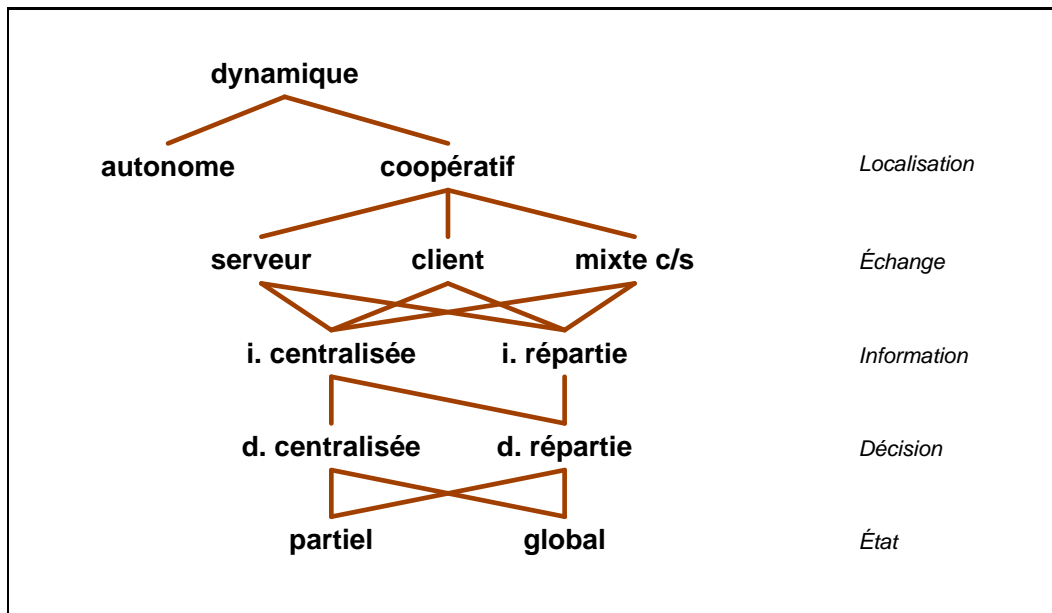 dynamique
autonome coopératif Localisation
serveur client mixte c/s Échange
i. centralisée i. répartie Information
d. centralisée d. répartie Décision
partiel global État